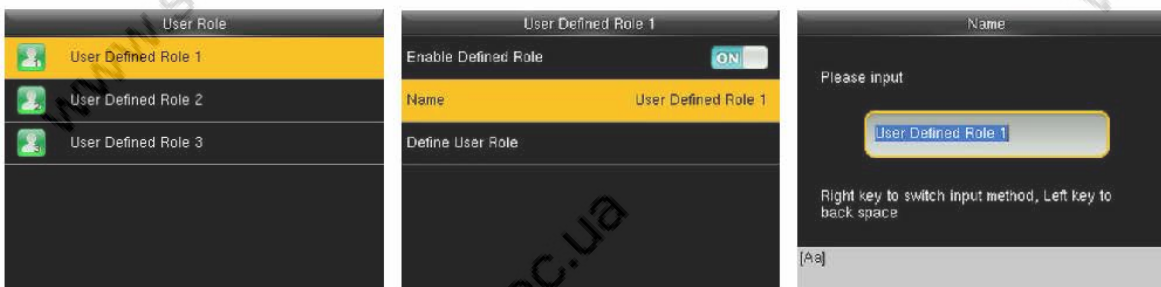 User Role
User Defined Role 1
User Defined Role 2
User Defined Role 3
User Defined Role 1
Enable Defined Role ON
Name User Defined Role 1
Define User Role
Name
Please input
User Defined Role 1
Right key to switch input method, Left key to
back space
[Aa]
www.s
c.ua